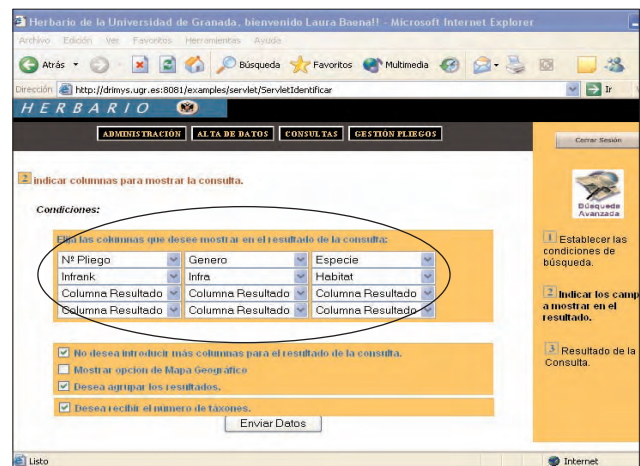 Herbario de la Universidad de Granada, bienvenido Laura Baena!! - Microsoft Internet Explorer
Archivo Edición Ver Favoritos Herramientas Ayuda
Atrás Búsqueda Favoritos Multimedia
Dirección http://drimys.ugr.es:8081/examples/servlet/ServletIdentificar Ir
HERBARIO
ADMINISTRACIÓN ALTA DE DATOS CONSULTAS GESTIÓN PLIEGOS
Cerrar Sesión
2 indicar columnas para mostrar la consulta.
Condiciones:
Elija las columnas que desee mostrar en el resultado de la consulta:
Nº Pliego Genero Especie
Infrank Infra Habitat
Columna Resultado Columna Resultado Columna Resultado
Columna Resultado Columna Resultado Columna Resultado
No desea introducir más columnas para el resultado de la consulta.
Mostrar opcion de Mapa Geográfico
Desea agrupar los resultados.
Desea recibir el número de táxones.
Enviar Datos
Búsqueda
Avanzada
1 Establecer las
condiciones de
búsqueda.
2 Indicar los camp
a mostrar en el
resultado.
3 Resultado de la
Consulta.
Listo Internet